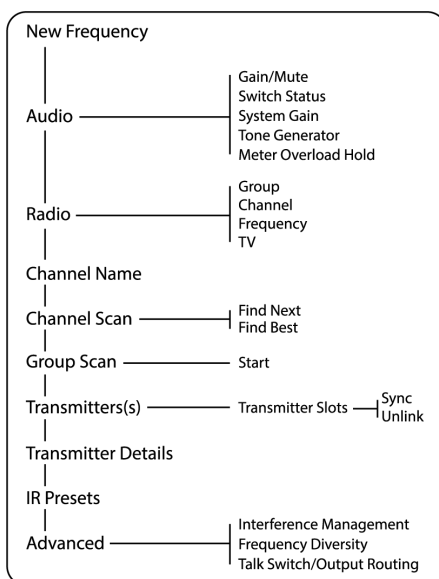 New Frequency
Audio
Gain/Mute
Switch Status
System Gain
Tone Generator
Meter Overload Hold
Radio
Group
Channel
Frequency
TV
Channel Name
Channel Scan
Find Next
Find Best
Group Scan
Start
Transmitters(s)
Transmitter Slots
Sync
Unlink
Transmitter Details
IR Presets
Advanced
Interference Management
Frequency Diversity
Talk Switch/Output Routing